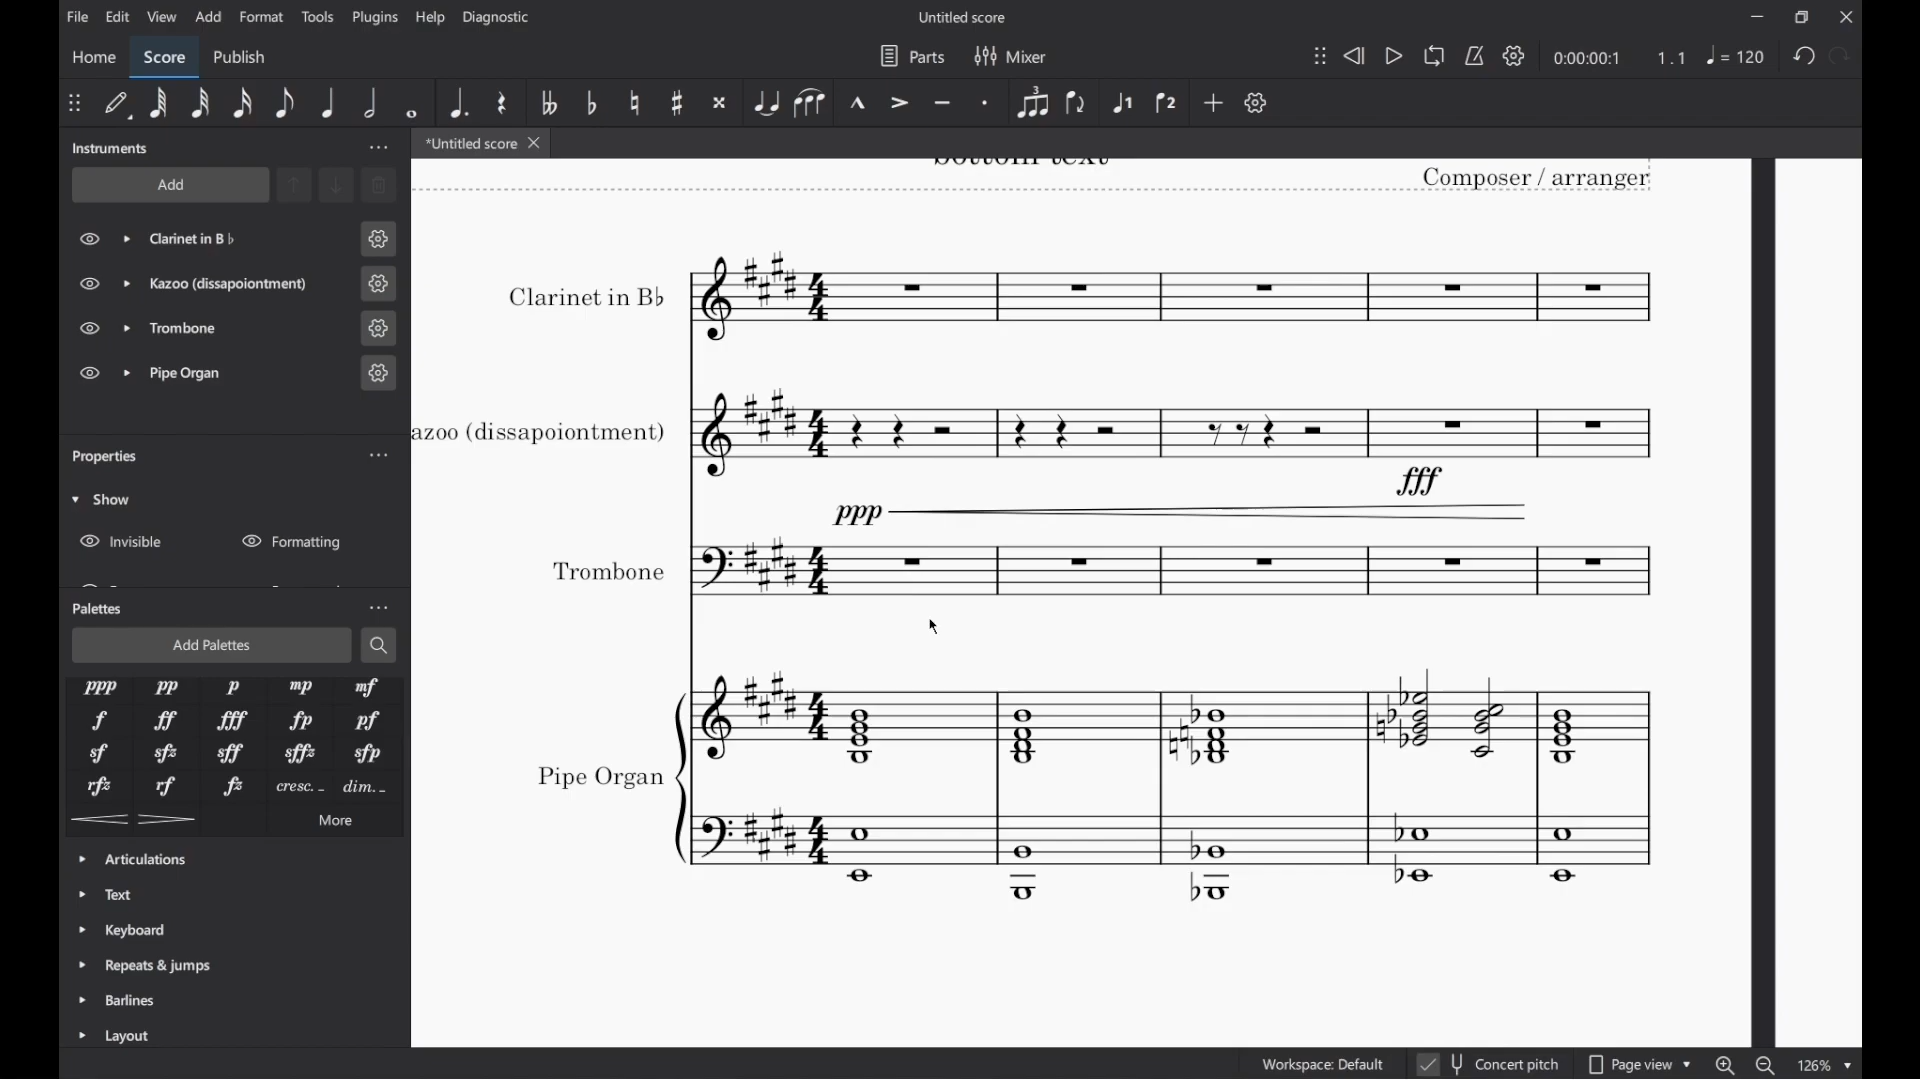 File Edit View Add Format Tools Plugins Help Diagnostic
Untitled score
Home Score Publish
Parts Mixer
0:00:00:1 1.1 = 120
*Untitled score
Instruments
Add
Clarinet in B♭
Kazoo (dissapoiontment)
Trombone
Pipe Organ
Properties
Show
Invisible Formatting
Palettes
Add Palettes
ppp pp p mp mf
f ff fff fp pf
sf sfz sff sffz sfp
rfz rf fz cresc. _ dim. _
More
Articulations
Text
Keyboard
Repeats & jumps
Barlines
Layout
bottom text
Composer / arranger
Clarinet in B♭
azoo (dissapoiontment)
fff
ppp
Trombone
Pipe Organ
Workspace: Default Concert pitch Page view 126%